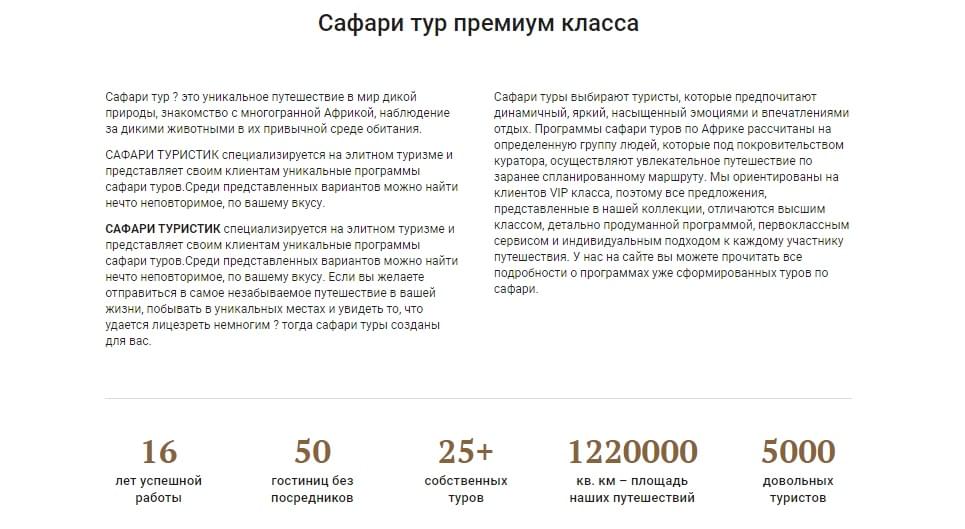 Сафари тур премиум класса
Сафари тур ? это уникальное путешествие в мир дикой
природы, знакомство с многогранной Африкой, наблюдение
за дикими животными в их привычной среде обитания.
САФАРИ ТУРИСТИК специализируется на элитном туризме и
представляет своим клиентам уникальные программы
сафари туров.Среди представленных вариантов можно найти
нечто неповторимое, по вашему вкусу.
САФАРИ ТУРИСТИК специализируется на элитном туризме и
представляет своим клиентам уникальные программы
сафари туров.Среди представленных вариантов можно найти
нечто неповторимое, по вашему вкусу. Если вы желаете
отправиться в самое незабываемое путешествие в вашей
жизни, побывать в уникальных местах и увидеть то, что
удается лицезреть немногим ? тогда сафари туры созданы
для вас.
Сафари туры выбирают туристы, которые предпочитают
динамичный, яркий, насыщенный эмоциями и впечатлениями
отдых. Программы сафари туров по Африке рассчитаны на
определенную группу людей, которые под покровительством
куратора, осуществляют увлекательное путешествие по
заранее спланированному маршруту. Мы ориентированы на
клиентов VIP класса, поэтому все предложения,
представленные в нашей коллекции, отличаются высшим
классом, детально продуманной программой, первоклассным
сервисом и индивидуальным подходом к каждому участнику
путешествия. У нас на сайте вы можете прочитать все
подробности о программах уже сформированных туров по
сафари.
16
лет успешной
работы
50
гостиниц без
посредников
25+
собственных
туров
1220000
кв. км – площадь
наших путешествий
5000
довольных
туристов